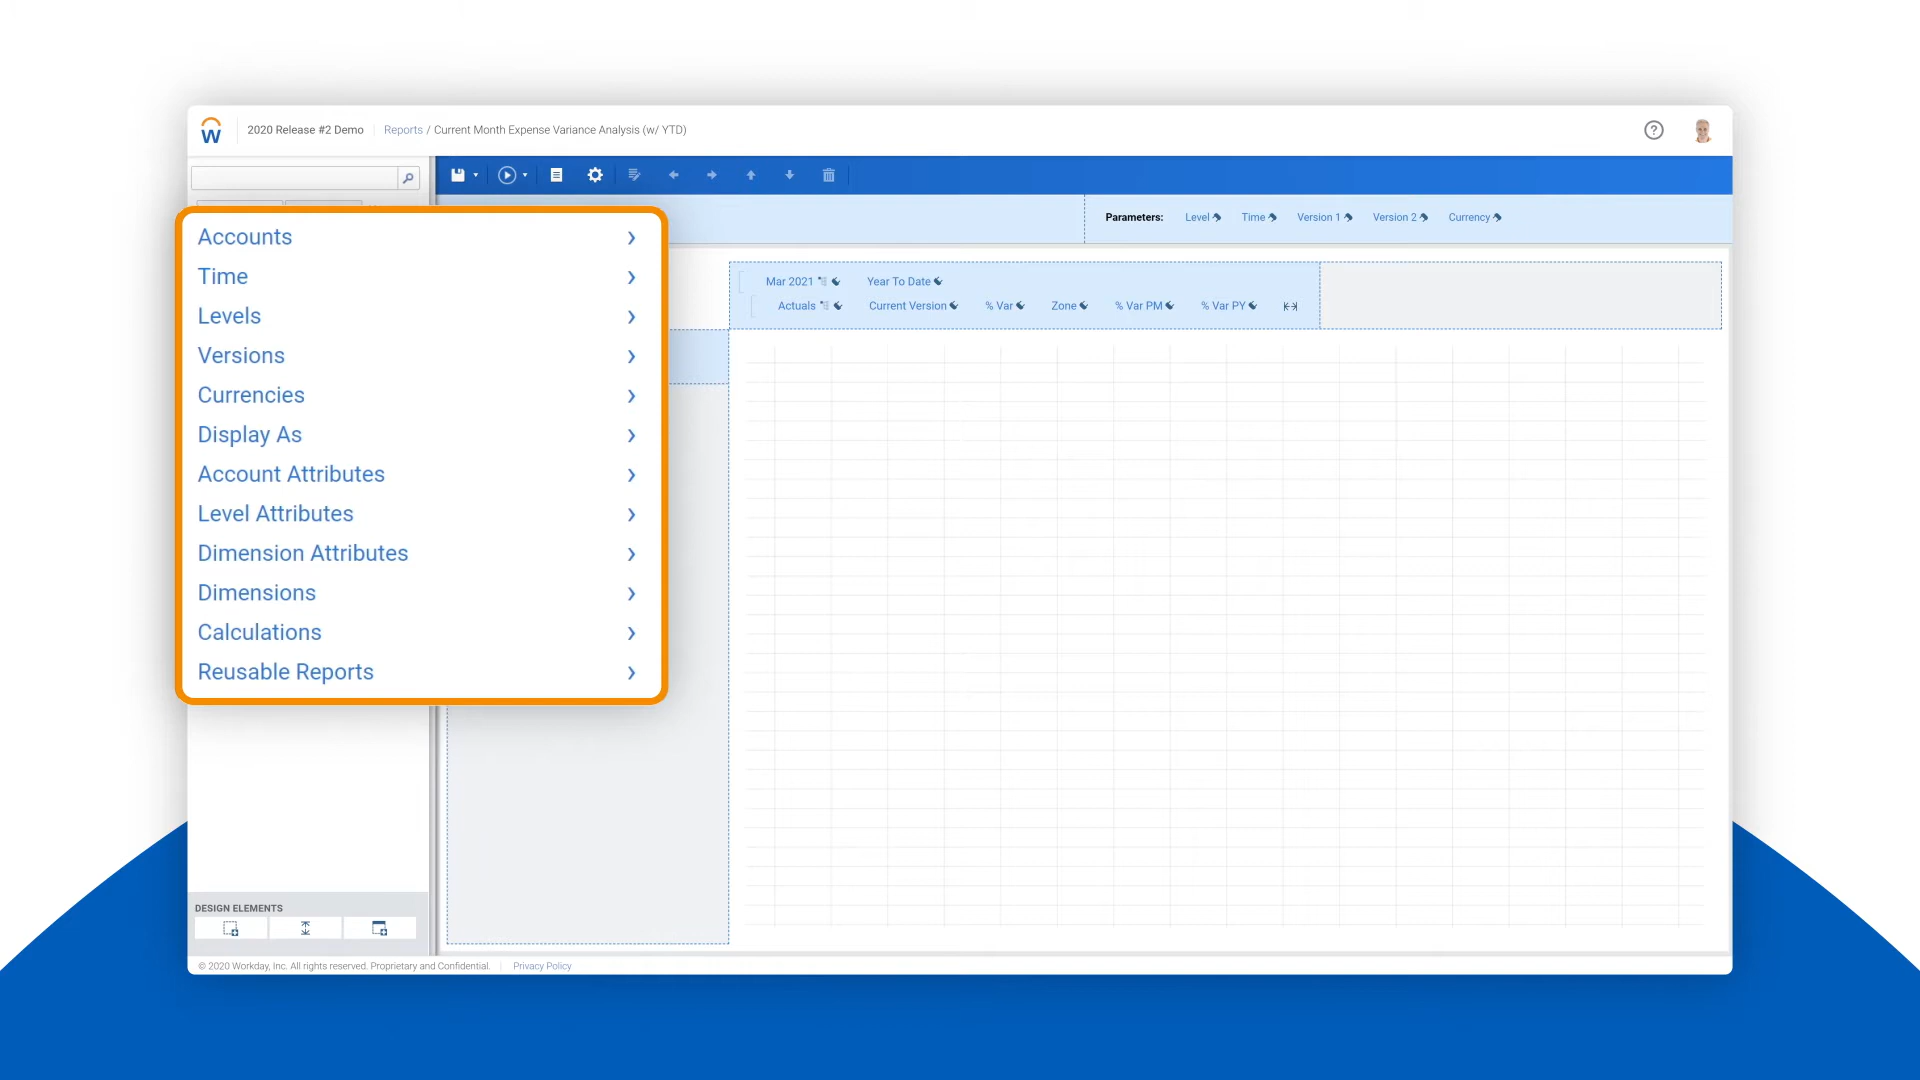 W
2020 Release #2 Demo Reports / Current Month Expense Variance Analysis (w/ YTD)
Parameters: Level Time Version 1 Version 2 Currency
Accounts
Time
Levels
Versions
Currencies
Display As
Account Attributes
Level Attributes
Dimension Attributes
Dimensions
Calculations
Reusable Reports
Mar 2021 Year To Date
Actuals Current Version % Var Zone % Var PM % Var PY
DESIGN ELEMENTS
© 2020 Workday, Inc. All rights reserved. Proprietary and Confidential. Privacy Policy